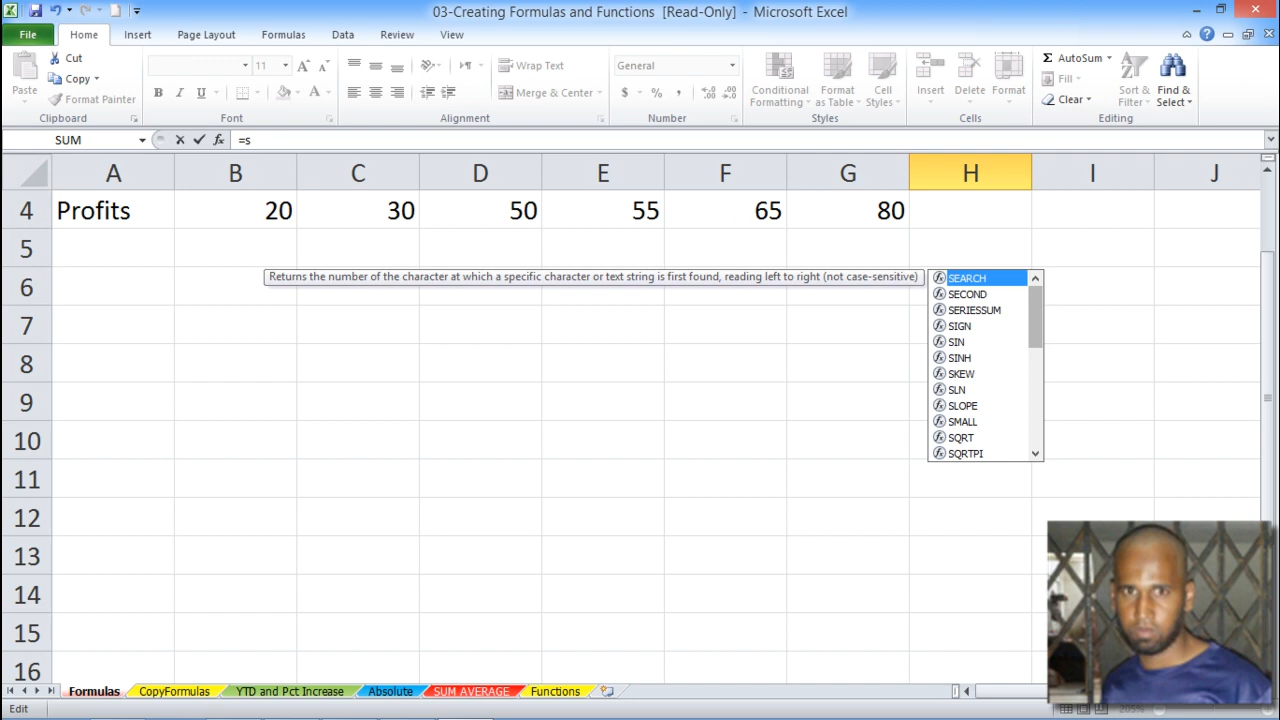 03-Creating Formulas and Functions [Read-Only] - Microsoft Excel
File Home Insert Page Layout Formulas Data Review View
Paste
Cut
Copy
Format Painter
Clipboard
11
B I U A
Font
Wrap Text
Merge & Center
Alignment
General
$ % ,
Number
Conditional Formatting
Format as Table
Cell Styles
Styles
Insert
Delete
Format
Cells
Σ AutoSum
Fill
Clear
Sort & Filter
Find & Select
Editing
SUM fx =s
A B C D E F G H I J
4 Profits 20 30 50 55 65 80
5
6
7
8
9
10
11
12
13
14
15
16
Returns the number of the character at which a specific character or text string is first found, reading left to right (not case-sensitive)
SEARCH
SECOND
SERIESSUM
SIGN
SIN
SINH
SKEW
SLN
SLOPE
SMALL
SQRT
SQRTPI
Formulas CopyFormulas YTD and Pct Increase Absolute SUM AVERAGE Functions
Edit